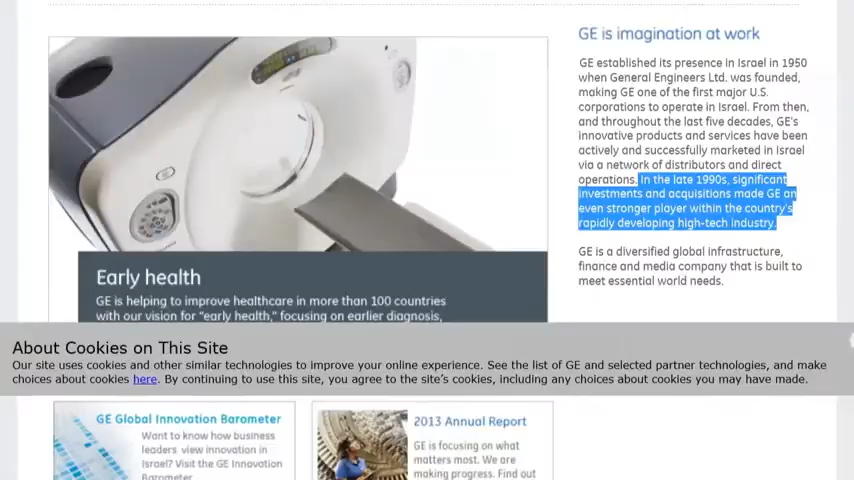 GE is imagination at work
GE established its presence in Israel in 1950
when General Engineers Ltd. was founded,
making GE one of the first major U.S.
corporations to operate in Israel. From then,
and throughout the last five decades, GE's
innovative products and services have been
actively and successfully marketed in Israel
via a network of distributors and direct
operations. In the late 1990s, significant
investments and acquisitions made GE an
even stronger player within the country's
rapidly developing high-tech industry.
GE is a diversified global infrastructure,
finance and media company that is built to
meet essential world needs.
Early health
GE is helping to improve healthcare in more than 100 countries
with our vision for "early health," focusing on earlier diagnosis,
About Cookies on This Site
Our site uses cookies and other similar technologies to improve your online experience. See the list of GE and selected partner technologies, and make
choices about cookies here. By continuing to use this site, you agree to the site's cookies, including any choices about cookies you may have made.
GE Global Innovation Barometer
Want to know how business
leaders view innovation in
Israel? Visit the GE Innovation
Barometer
2013 Annual Report
GE is focusing on what
matters most. We are
making progress. Find out